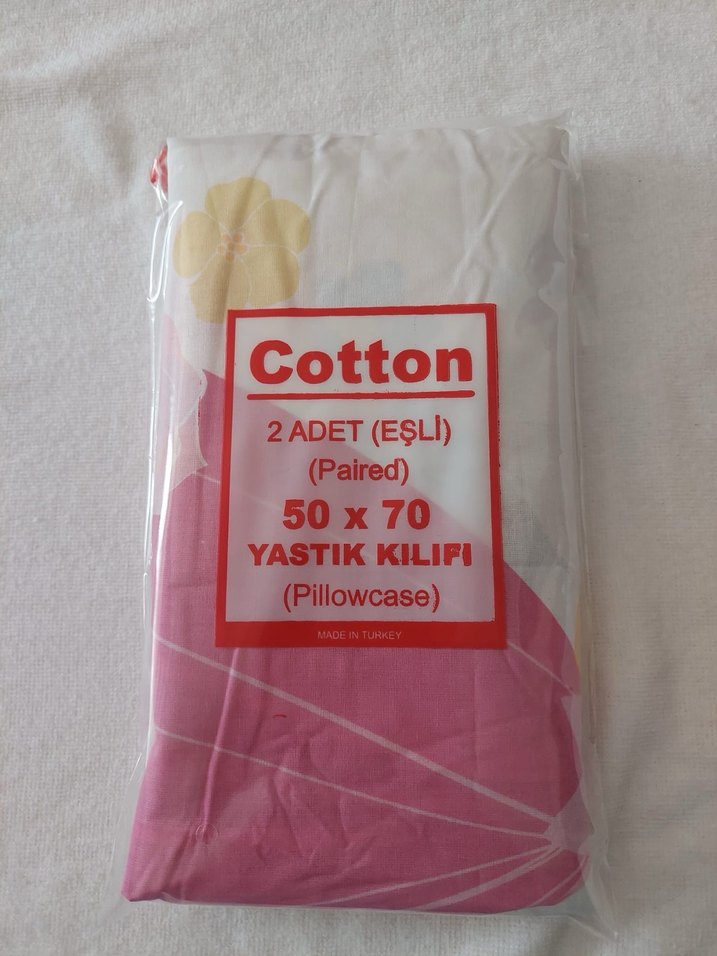 Cotton
2 ADET (EŞLİ)
(Paired)
50 x 70
YASTIK KILIFI
(Pillowcase)
MADE IN TURKEY